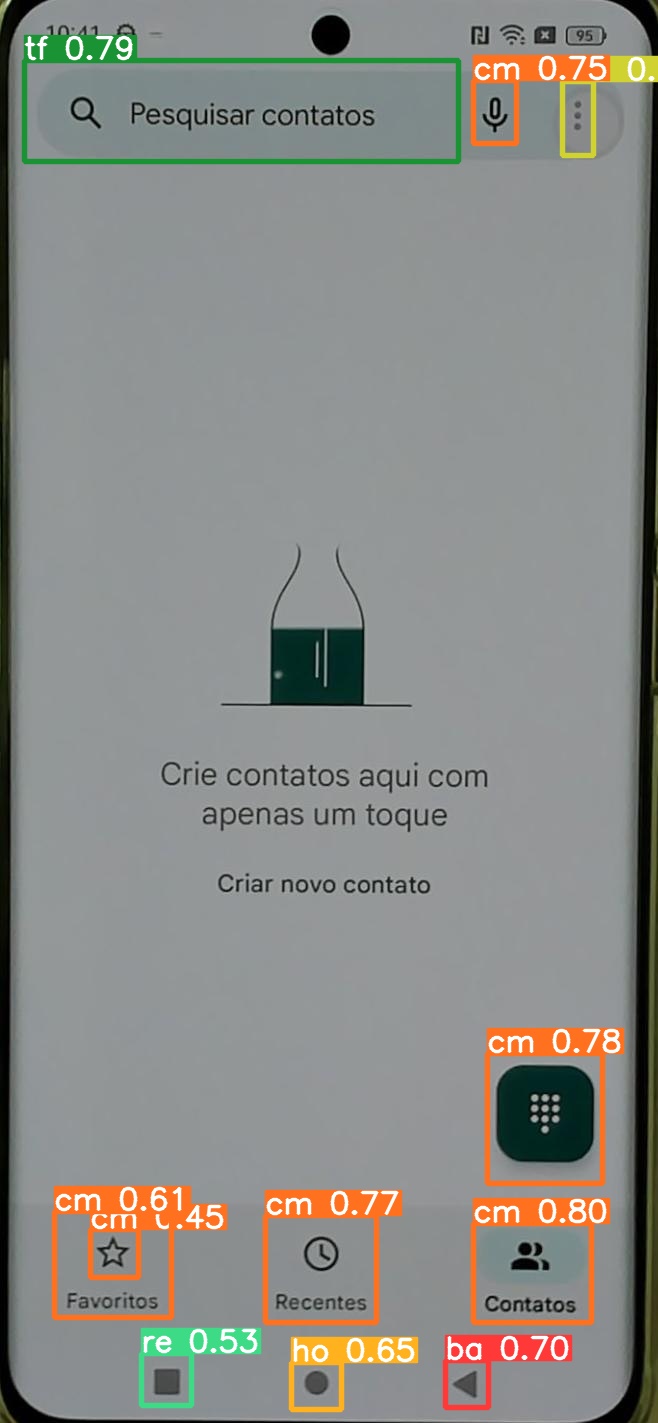 10:41
95
tf 0.79
cm 0.75
0.
Pesquisar contatos
Crie contatos aqui com
apenas um toque
Criar novo contato
cm 0.78
cm 0.61
cm 0.45
cm 0.77
cm 0.80
Favoritos
Recentes
Contatos
re 0.53
ho 0.65
ba 0.70